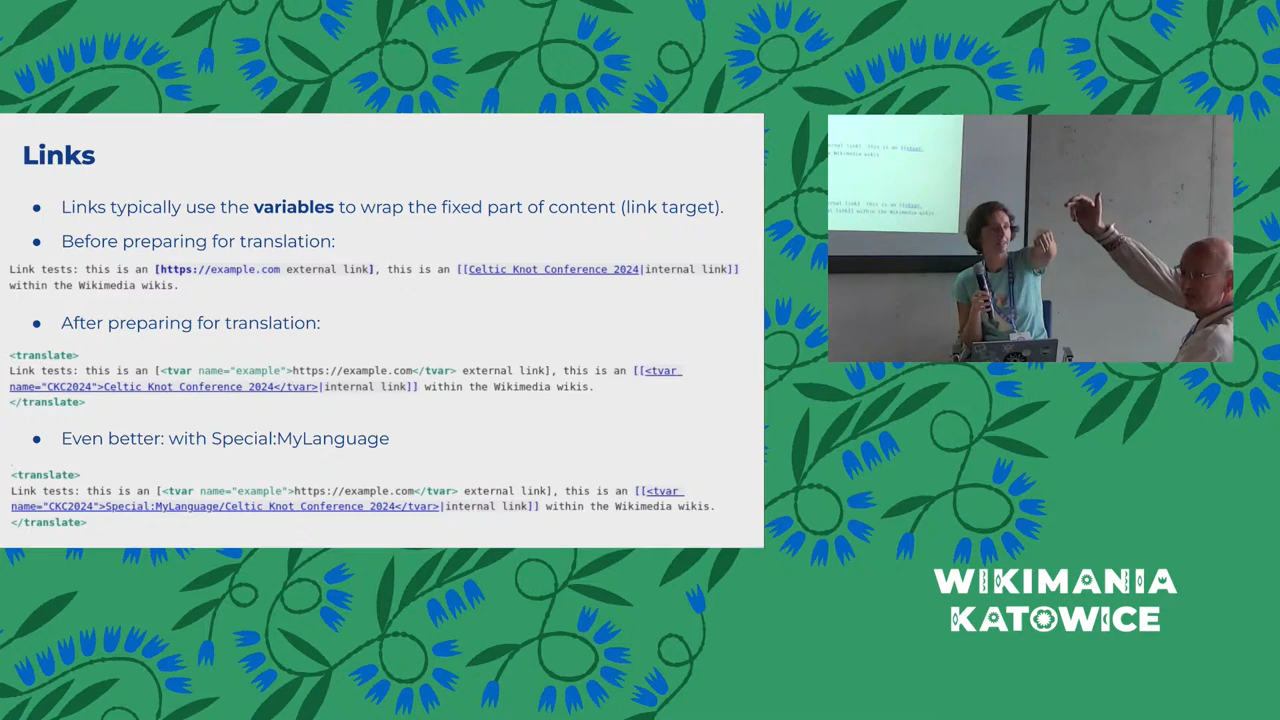 Links
● Links typically use the variables to wrap the fixed part of content (link target).
● Before preparing for translation:
Link tests: this is an [https://example.com external link], this is an [[Celtic Knot Conference 2024|internal link]]
within the Wikimedia wikis.
● After preparing for translation:
<translate>
Link tests: this is an [<tvar name="example">https://example.com</tvar> external link], this is an [[<tvar
name="CKC2024">Celtic Knot Conference 2024</tvar>|internal link]] within the Wikimedia wikis.
</translate>
● Even better: with Special:MyLanguage
<translate>
Link tests: this is an [<tvar name="example">https://example.com</tvar> external link], this is an [[<tvar
name="CKC2024">Special:MyLanguage/Celtic Knot Conference 2024</tvar>|internal link]] within the Wikimedia wikis.
</translate>
WIKIMANIA
KATOWICE